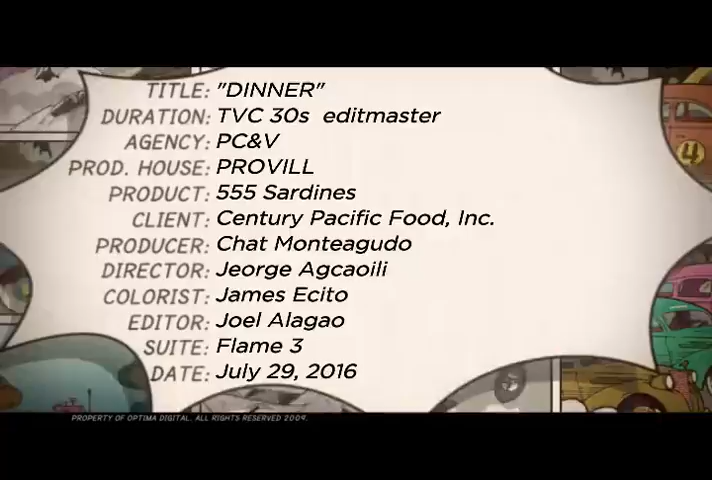 TITLE: "DINNER"
DURATION: TVC 30s editmaster
AGENCY: PC&V
PROD. HOUSE: PROVILL
PRODUCT: 555 Sardines
CLIENT: Century Pacific Food, Inc.
PRODUCER: Chat Monteagudo
DIRECTOR: Jeorge Agcaoili
COLORIST: James Ecito
EDITOR: Joel Alagao
SUITE: Flame 3
DATE: July 29, 2016
PROPERTY OF OPTIMA DIGITAL. ALL RIGHTS RESERVED 2009.
4